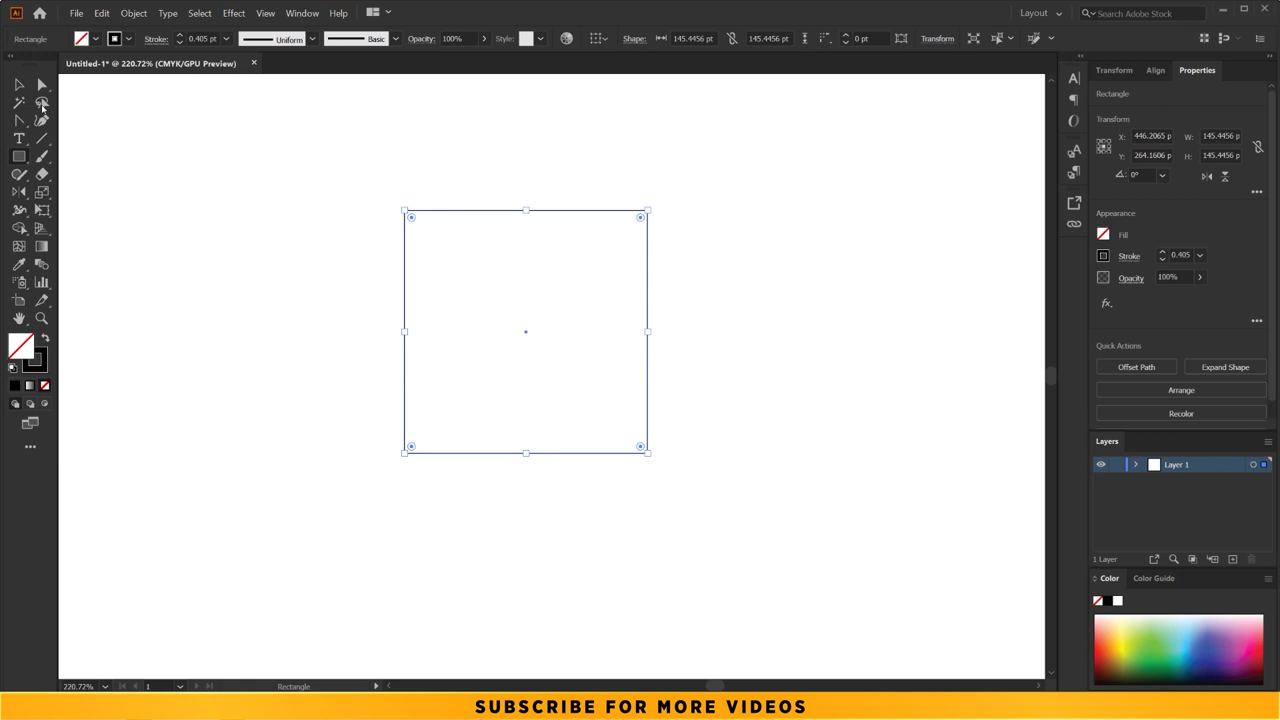 Ai File Edit Object Type Select Effect View Window Help Layout Search Adobe Stock
Rectangle Stroke: 0.405 pt Uniform Basic Opacity: 100% Style: Shape: 145.4456 pt 145.4456 pt 0 pt Transform
Untitled-1* @ 220.72% (CMYK/GPU Preview)
Transform Align Properties
Rectangle
Transform
X: 446.2065 p W: 145.4456 p
Y: 264.1606 p H: 145.4456 p
0°
Appearance
Fill
Stroke 0.405
Opacity 100%
fx.
Quick Actions
Offset Path Expand Shape
Arrange
Recolor
Layers
Layer 1
1 Layer
Color Color Guide
220.72% 1 Rectangle
SUBSCRIBE FOR MORE VIDEOS